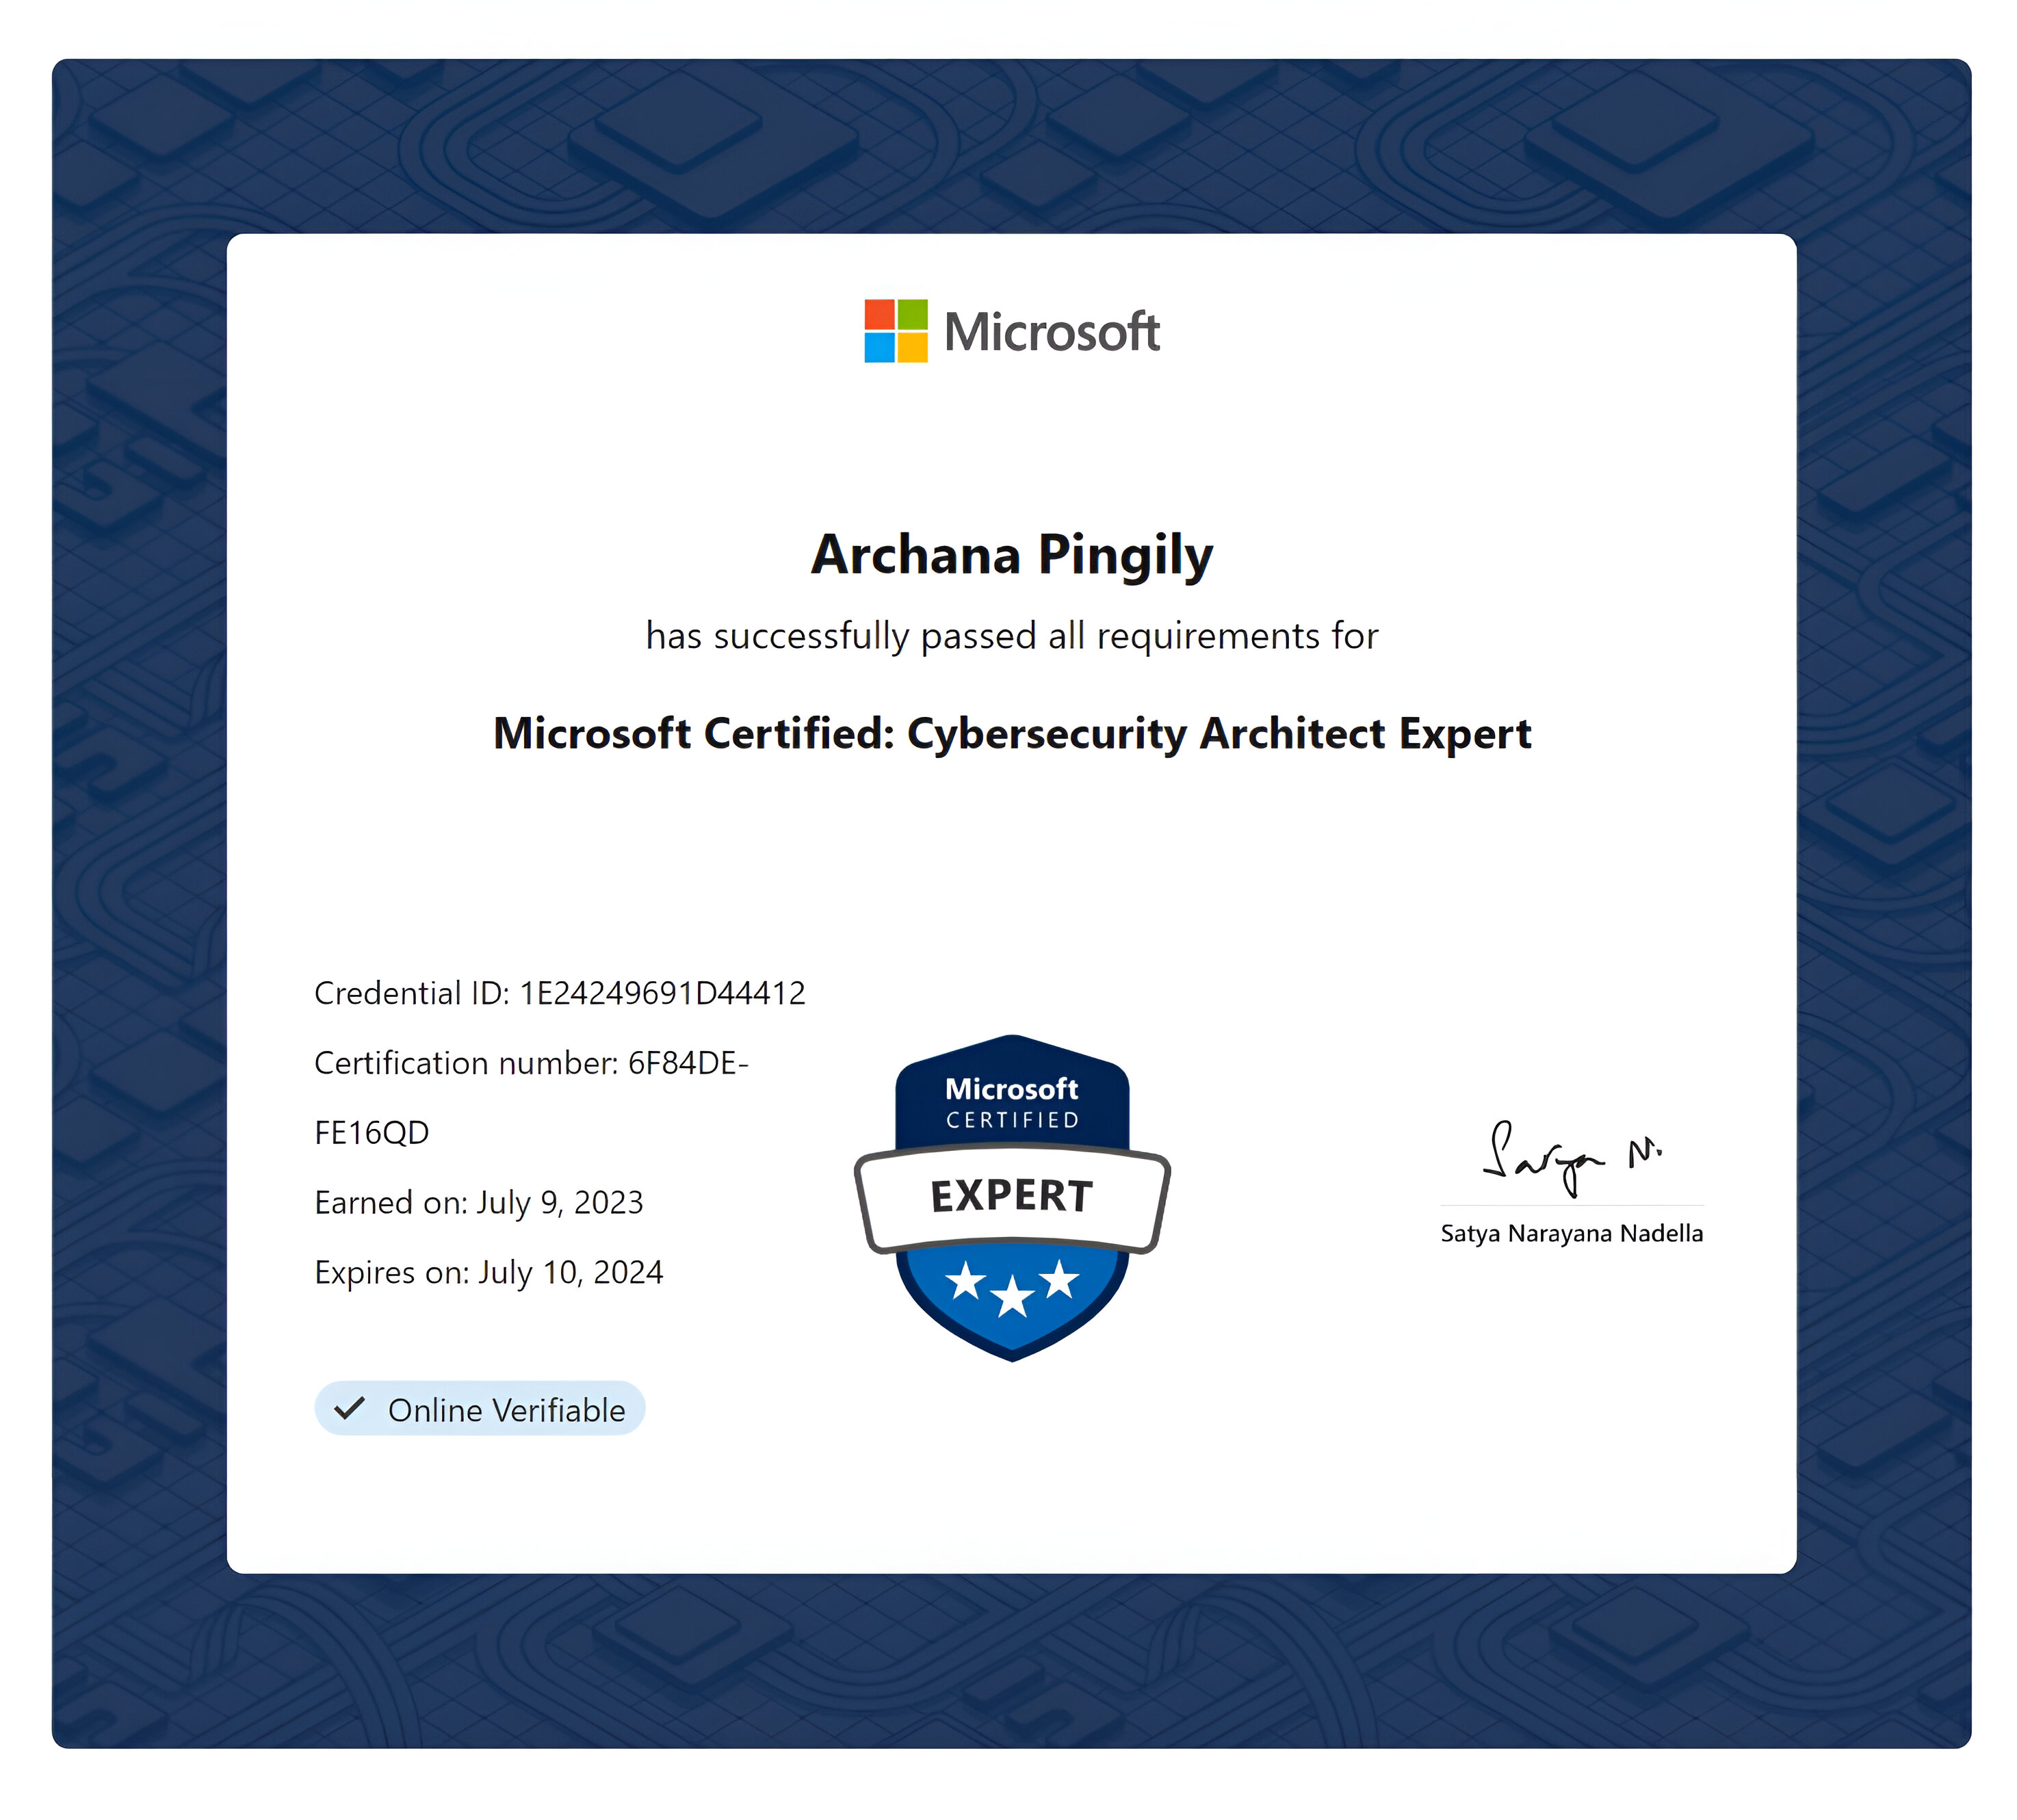 Microsoft
Archana Pingily
has successfully passed all requirements for
Microsoft Certified: Cybersecurity Architect Expert
Credential ID: 1E24249691D44412
Certification number: 6F84DE-
FE16QD
Earned on: July 9, 2023
Expires on: July 10, 2024
Online Verifiable
Microsoft
CERTIFIED
EXPERT
Satya N.
Satya Narayana Nadella